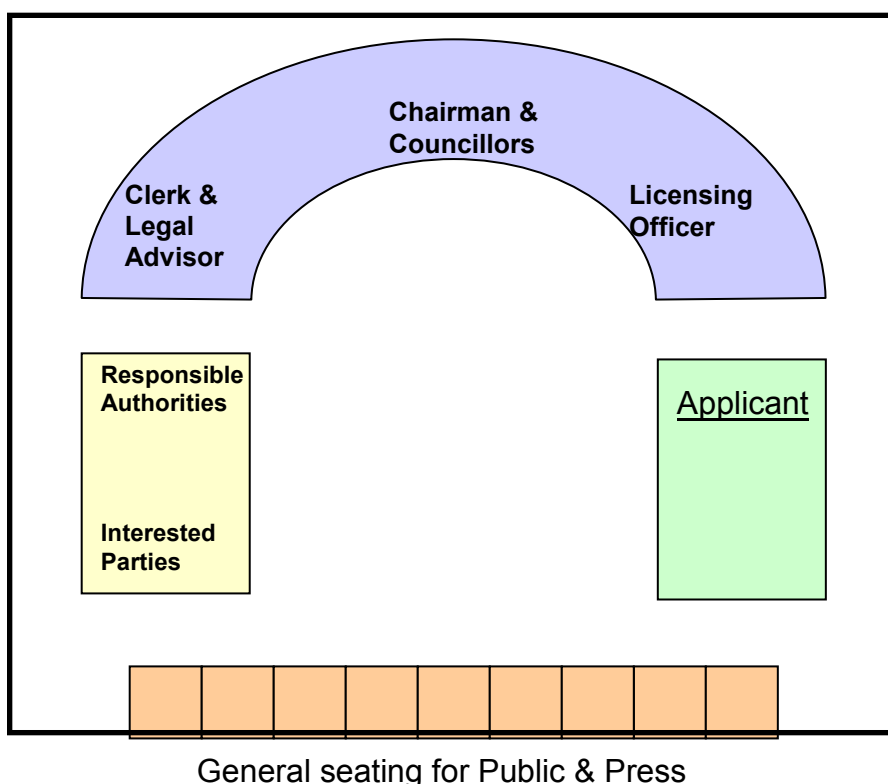 Chairman &
Councillors
Clerk &
Legal
Advisor
Licensing
Officer
Responsible
Authorities
Interested
Parties
Applicant
General seating for Public & Press